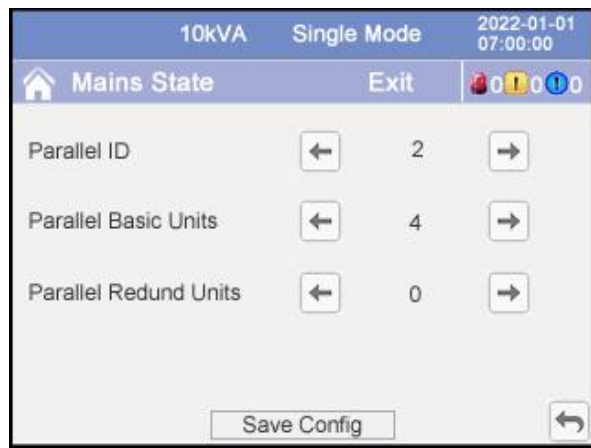 10kVA Single Mode 2022-01-01
07:00:00
Mains State Exit 0 0 0
Parallel ID 2
Parallel Basic Units 4
Parallel Redund Units 0
Save Config